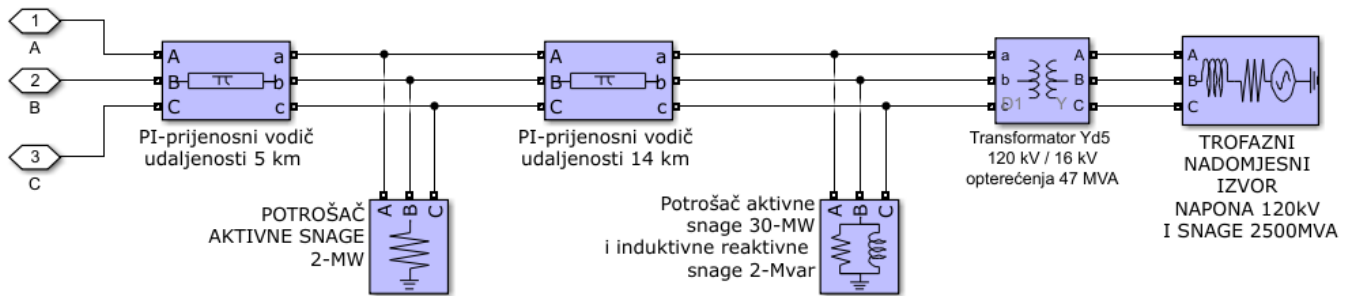 1
A
2
B
3
C
A a
B b
C c
PI-prijenosni vodič
udaljenosti 5 km
A B C
POTROŠAČ
AKTIVNE SNAGE
2-MW
A a
B b
C c
PI-prijenosni vodič
udaljenosti 14 km
A B C
Potrošač aktivne
snage 30-MW
i induktivne reaktivne
snage 2-Mvar
a A
b B
c C
D1 Y
Transformator Yd5
120 kV / 16 kV
opterećenja 47 MVA
A
B
C
TROFAZNI
NADOMJESNI
IZVOR
NAPONA 120kV
I SNAGE 2500MVA